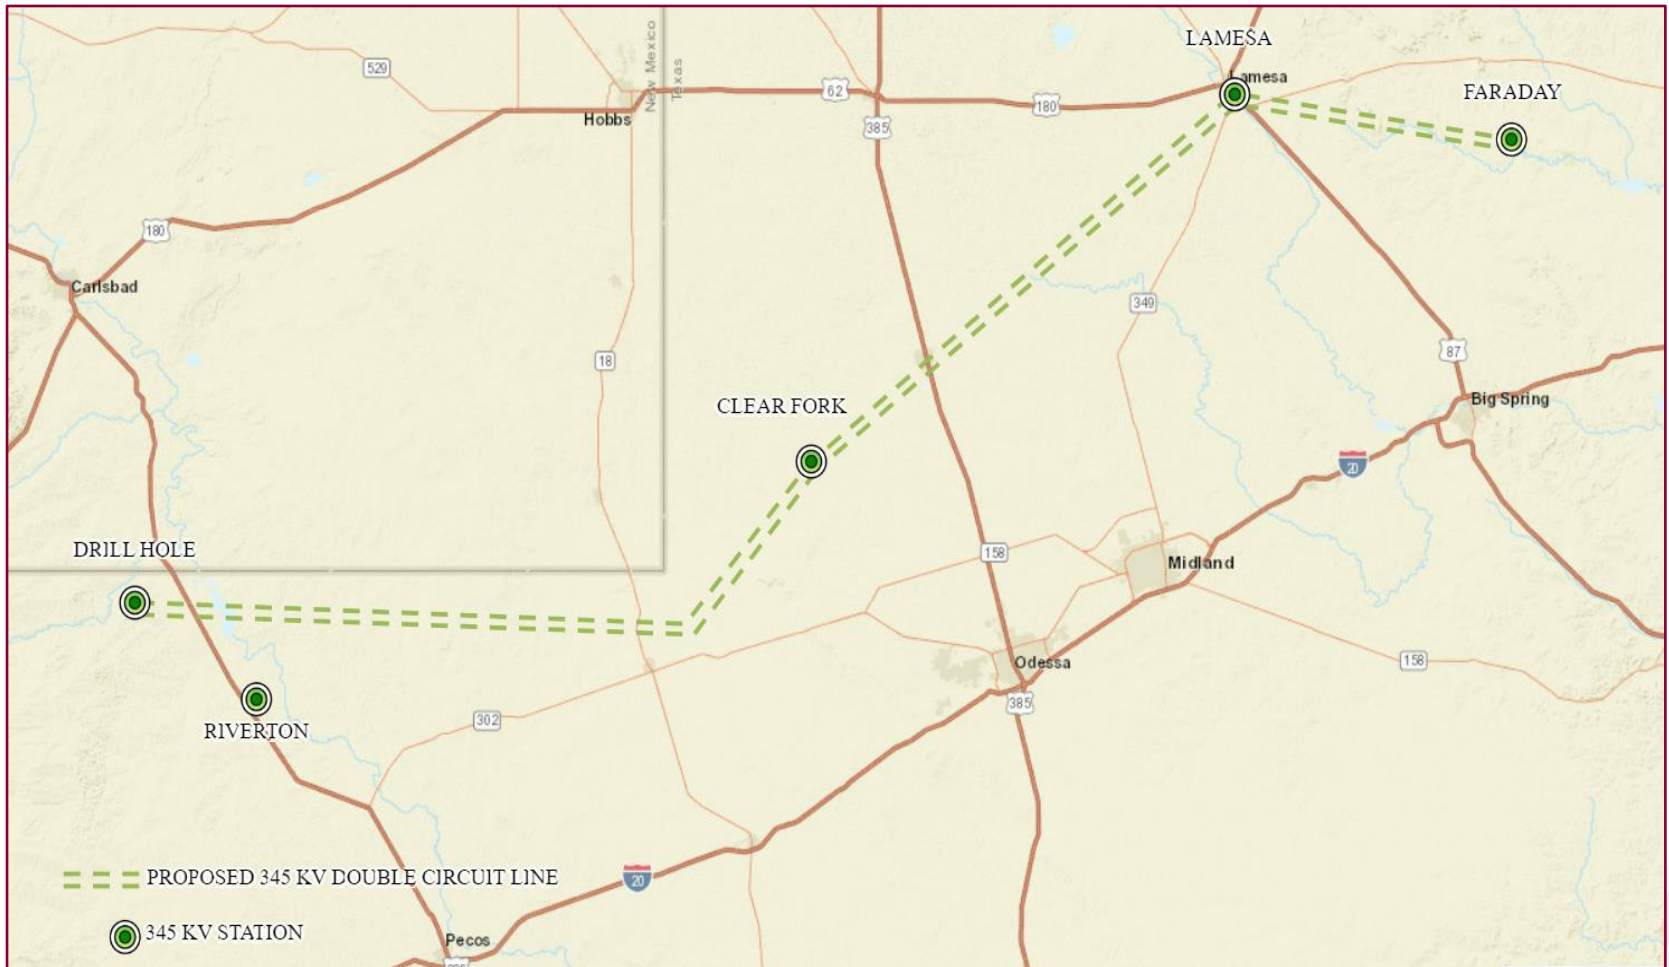 LAMESA
Lamesa
FARADAY
529
New Mexico
Texas
62
180
385
Hobbs
180
Carlsbad
349
18
87
CLEAR FORK
Big Spring
20
DRILL HOLE
158
Midland
Odessa
158
385
RIVERTON
302
PROPOSED 345 KV DOUBLE CIRCUIT LINE
20
345 KV STATION
Pecos